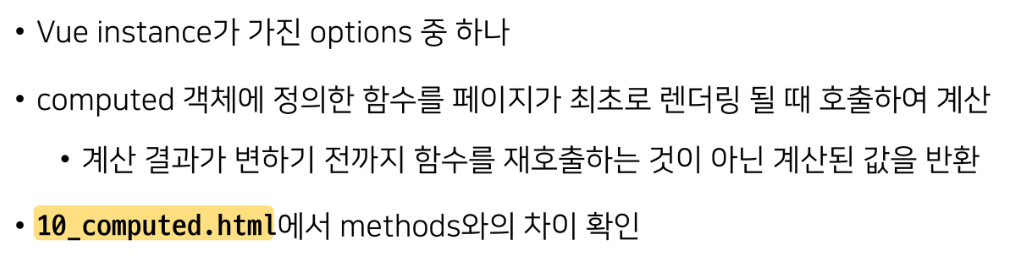 • Vue instance가 가진 options 중 하나
• computed 객체에 정의한 함수를 페이지가 최초로 렌더링 될 때 호출하여 계산
• 계산 결과가 변하기 전까지 함수를 재호출하는 것이 아닌 계산된 값을 반환
• 10_computed.html에서 methods와의 차이 확인